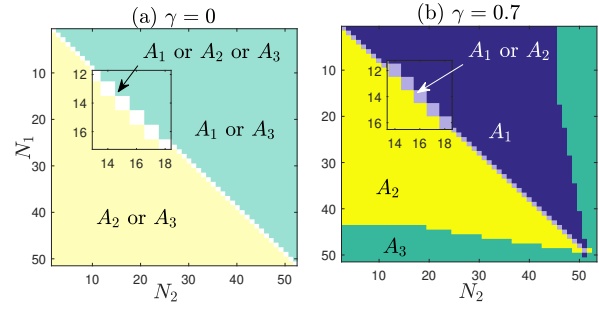 (a) γ = 0
A₁ or A₂ or A₃
A₁ or A₃
A₂ or A₃
12
14
16
14 16 18
10
20
30
40
50
N₁
10 20 30 40 50
N₂
(b) γ = 0.7
A₁ or A₂
A₁
A₂
A₃
12
14
16
14 16 18
10
20
30
40
50
10 20 30 40 50
N₂